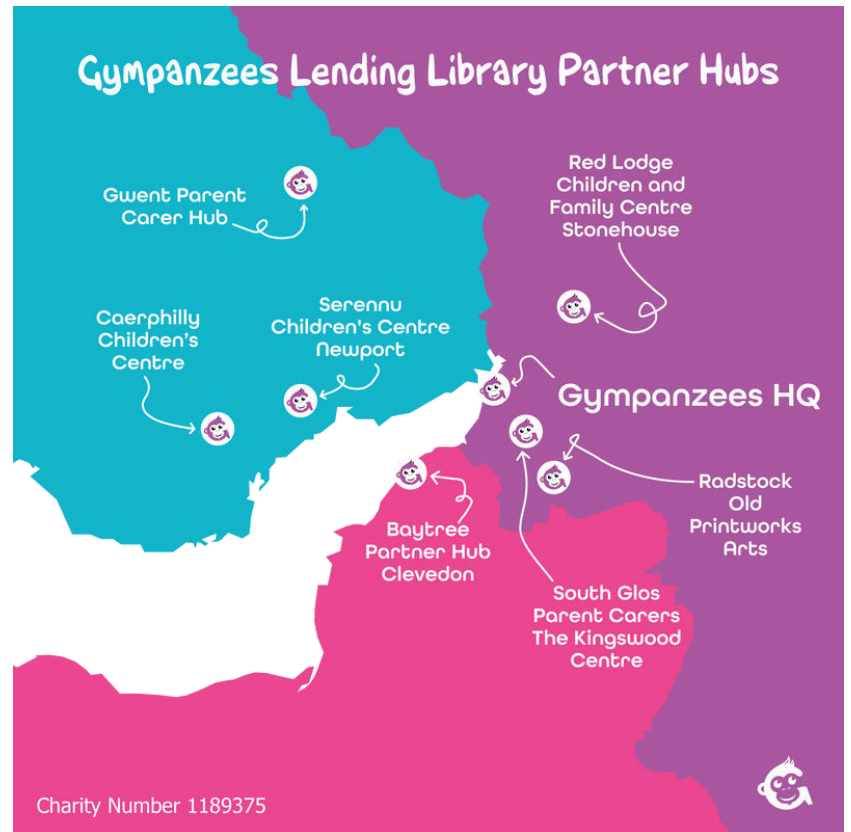 Gympanzees Lending Library Partner Hubs
Gwent Parent
Carer Hub
Red Lodge
Children and
Family Centre
Stonehouse
Caerphilly
Children's
Centre
Serennu
Children's Centre
Newport
Gympanzees HQ
Radstock
Old
Printworks
Arts
Baytree
Partner Hub
Clevedon
South Glos
Parent Carers
The Kingswood
Centre
Charity Number 1189375